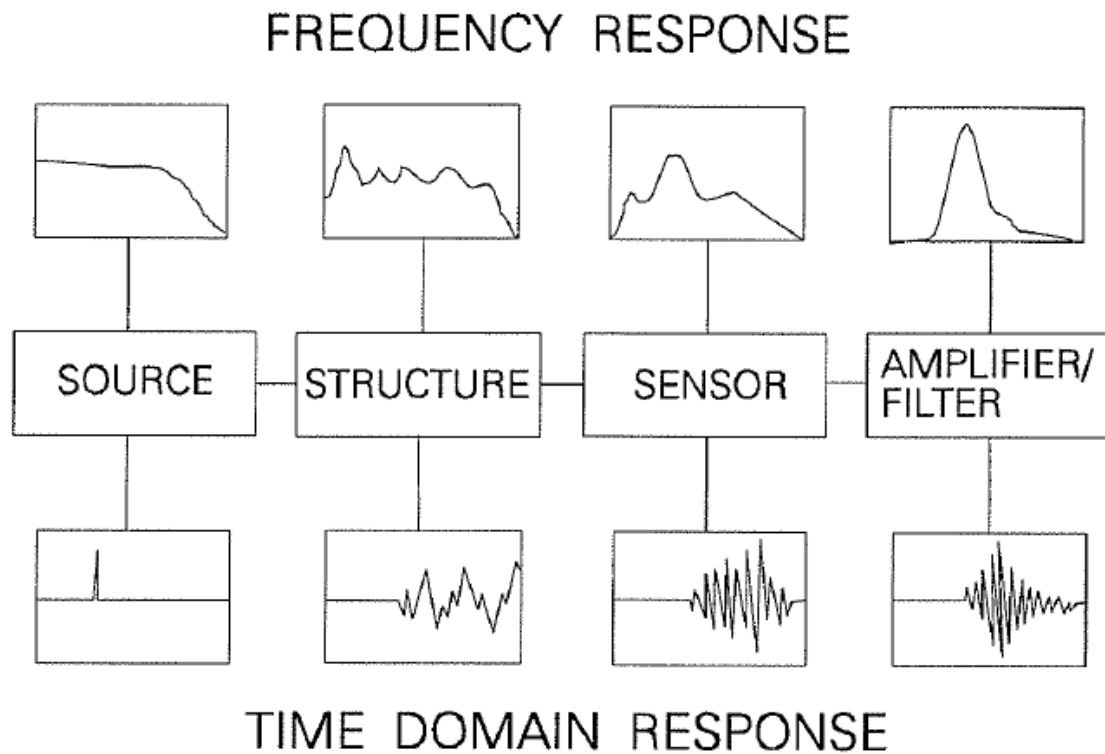 FREQUENCY RESPONSE
SOURCE
STRUCTURE
SENSOR
AMPLIFIER/
FILTER
TIME DOMAIN RESPONSE